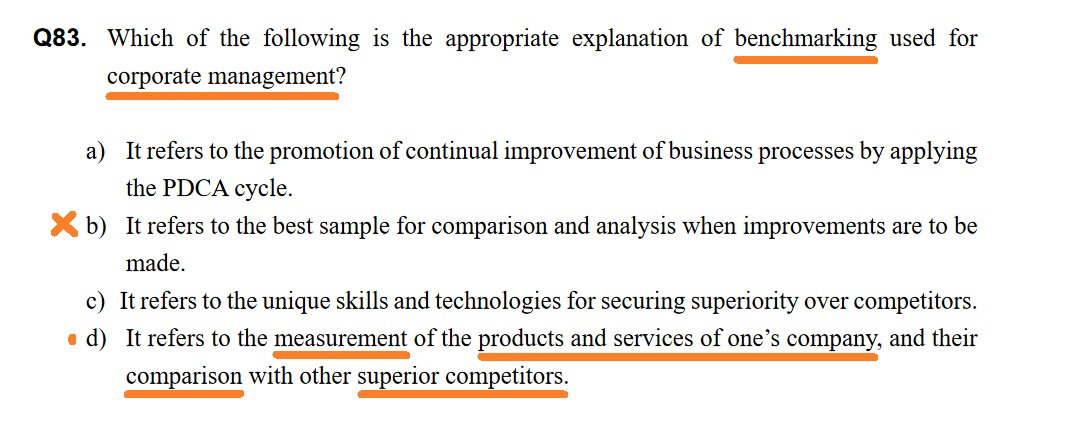 Q83. Which of the following is the appropriate explanation of benchmarking used for
corporate management?
a) It refers to the promotion of continual improvement of business processes by applying
the PDCA cycle.
b) It refers to the best sample for comparison and analysis when improvements are to be
made.
c) It refers to the unique skills and technologies for securing superiority over competitors.
d) It refers to the measurement of the products and services of one’s company, and their
comparison with other superior competitors.